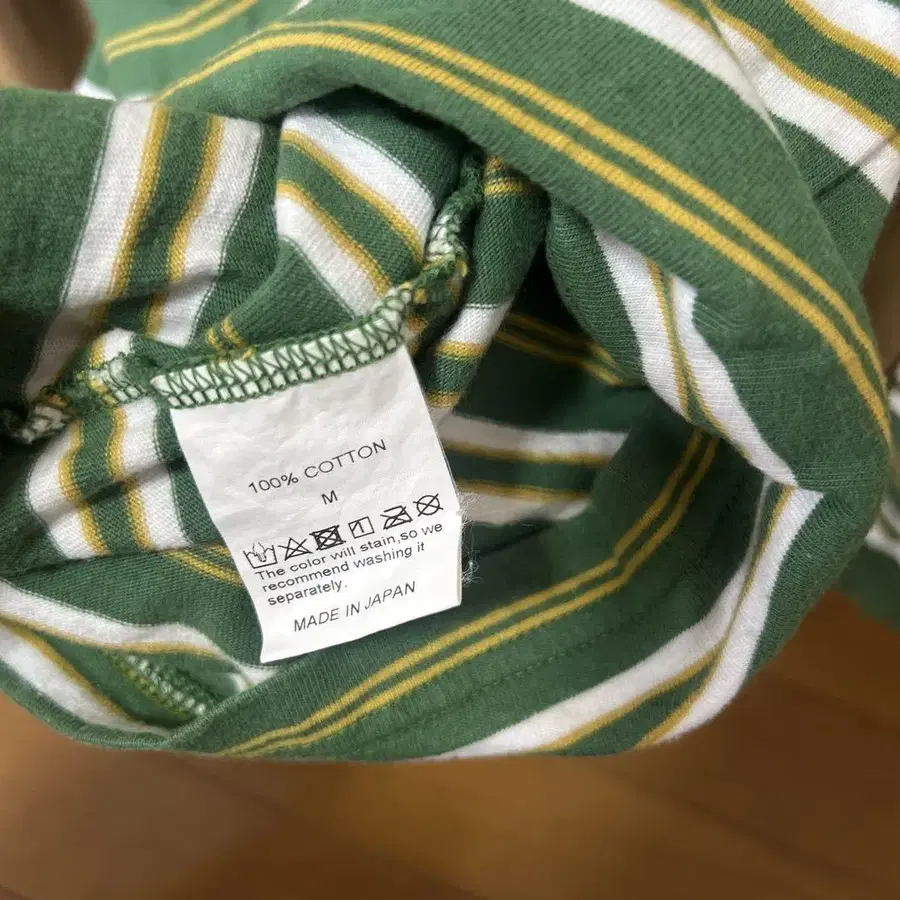 100% COTTON
M
The color will stain,so we
recommend washing it
separately.
MADE IN JAPAN